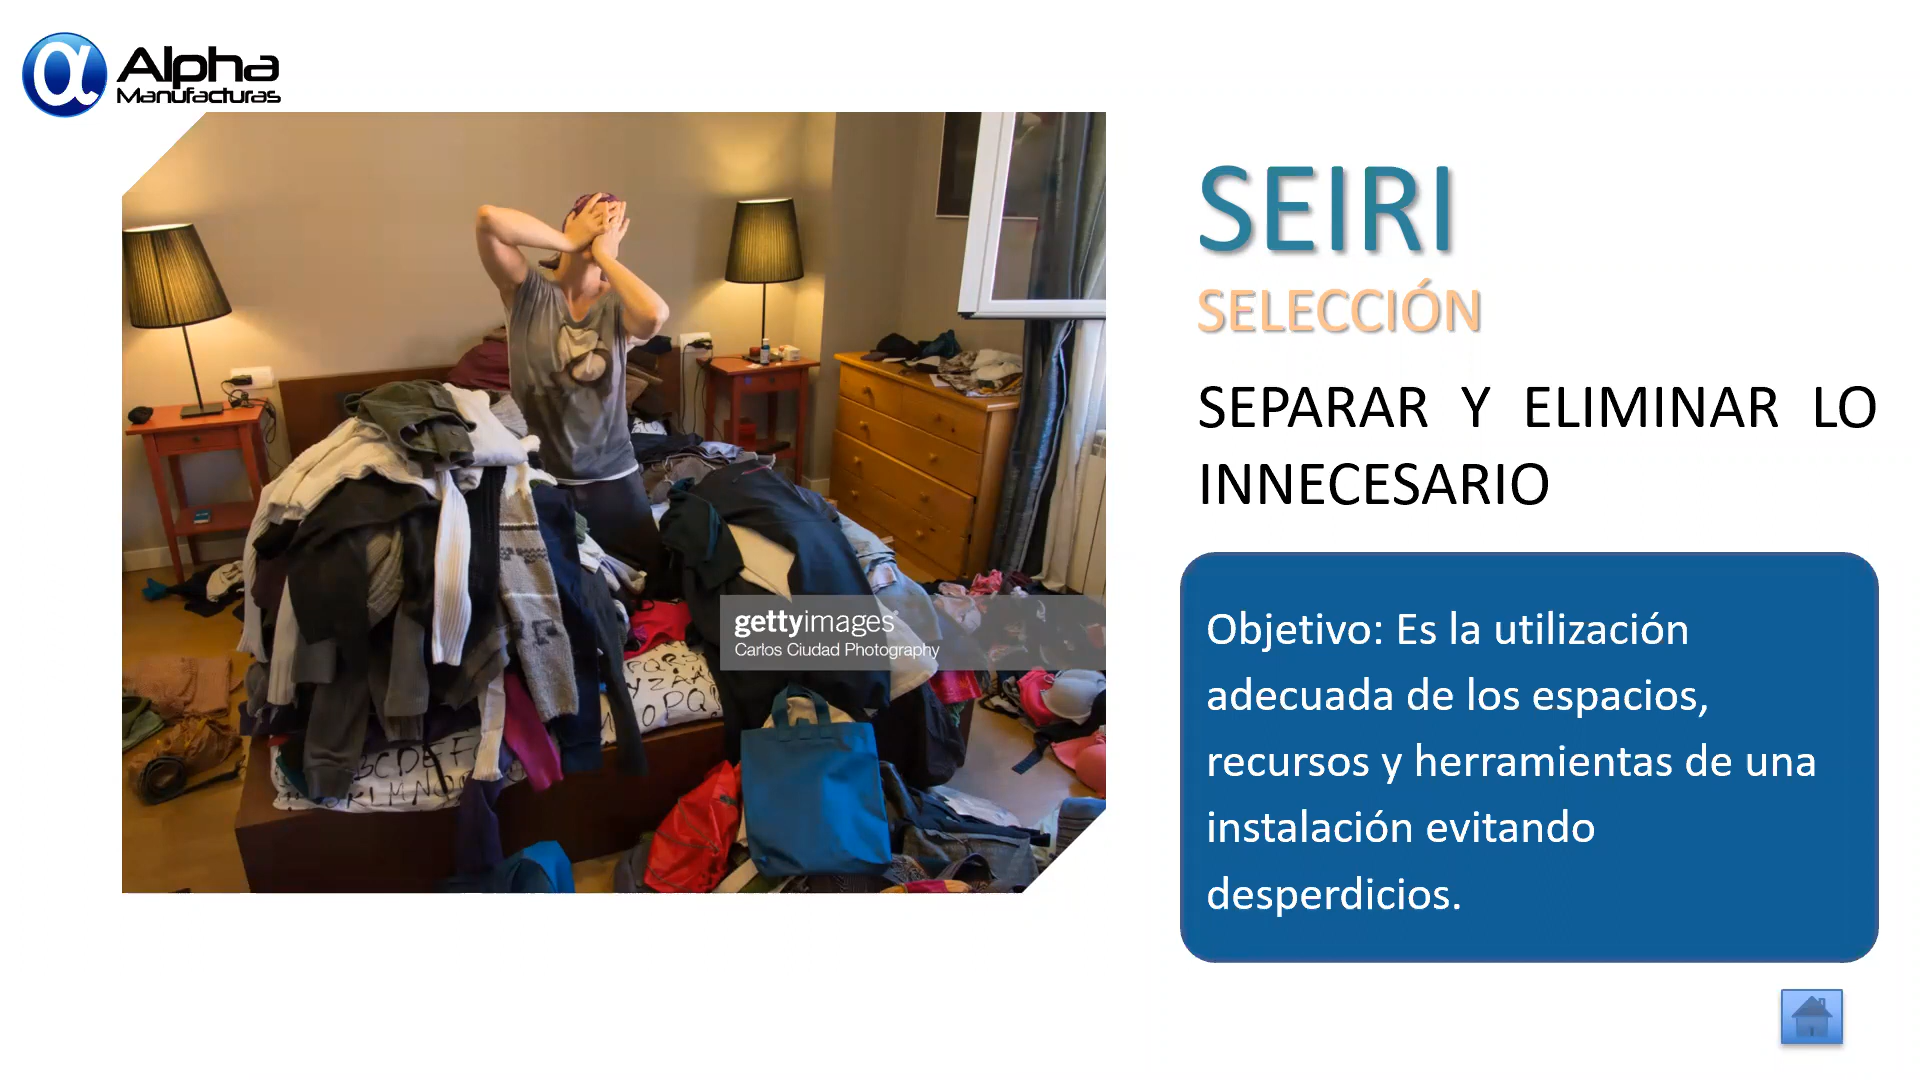 α Alpha
Manufacturas
SEIRI
SELECCIÓN
SEPARAR Y ELIMINAR LO
INNECESARIO
gettyimages
Carlos Ciudad Photography
Objetivo: Es la utilización
adecuada de los espacios,
recursos y herramientas de una
instalación evitando
desperdicios.